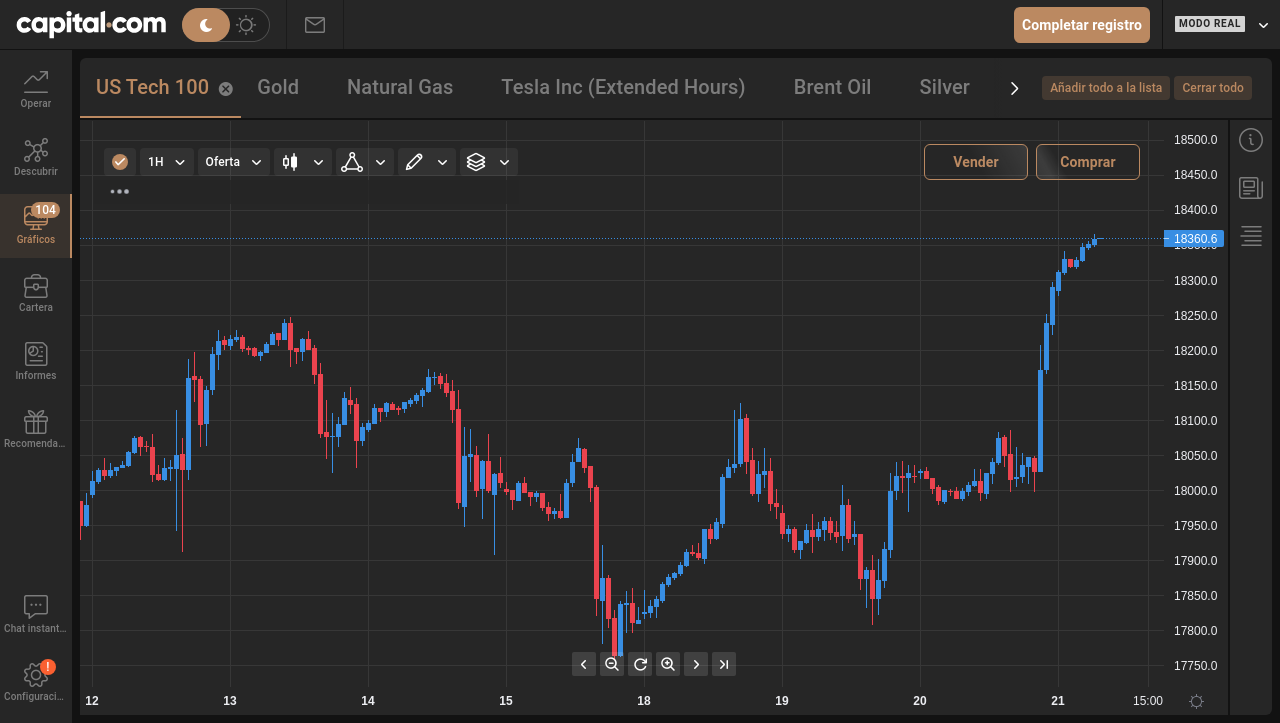 capital.com
Completar registro
MODO REAL
Operar
Descubrir
104
Gráficos
Cartera
Informes
Recomenda...
Chat instant...
!
Configuraci...
US Tech 100
Gold
Natural Gas
Tesla Inc (Extended Hours)
Brent Oil
Silver
Añadir todo a la lista
Cerrar todo
1H
Oferta
Vender
Comprar
18500.0
18450.0
18400.0
18360.6
18350.0
18300.0
18250.0
18200.0
18150.0
18100.0
18050.0
18000.0
17950.0
17900.0
17850.0
17800.0
17750.0
12
13
14
15
18
19
20
21
15:00